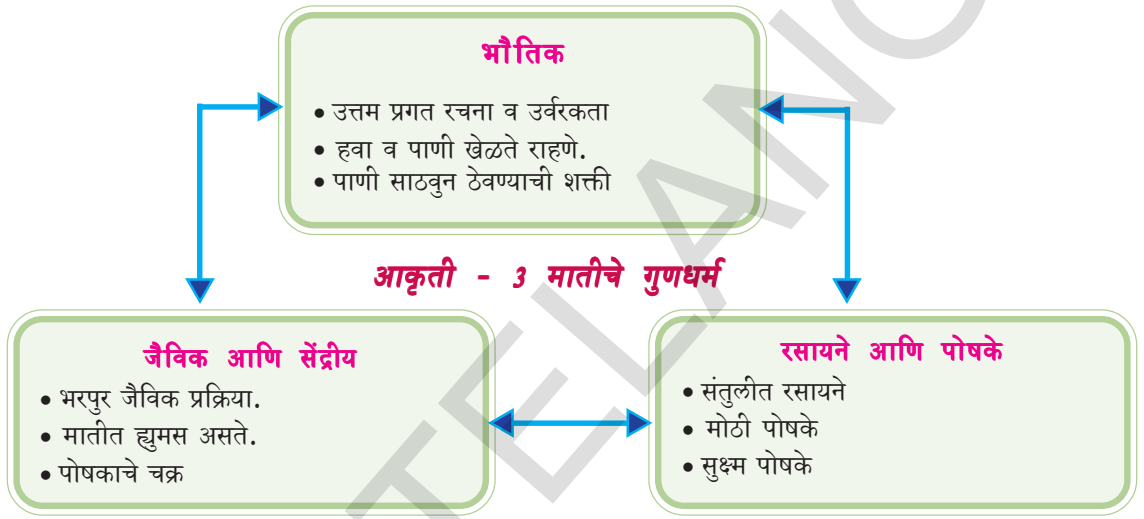 भौतिक
• उत्तम प्रगत रचना व उर्वरकता
• हवा व पाणी खेळते राहणे.
• पाणी साठवुन ठेवण्याची शक्ती
आकृती - 3 मातीचे गुणधर्म
जैविक आणि सेंद्रीय
• भरपुर जैविक प्रक्रिया.
• मातीत ह्युमस असते.
• पोषकाचे चक्र
रसायने आणि पोषके
• संतुलीत रसायने
• मोठी पोषके
• सुक्ष्म पोषके
TELANG